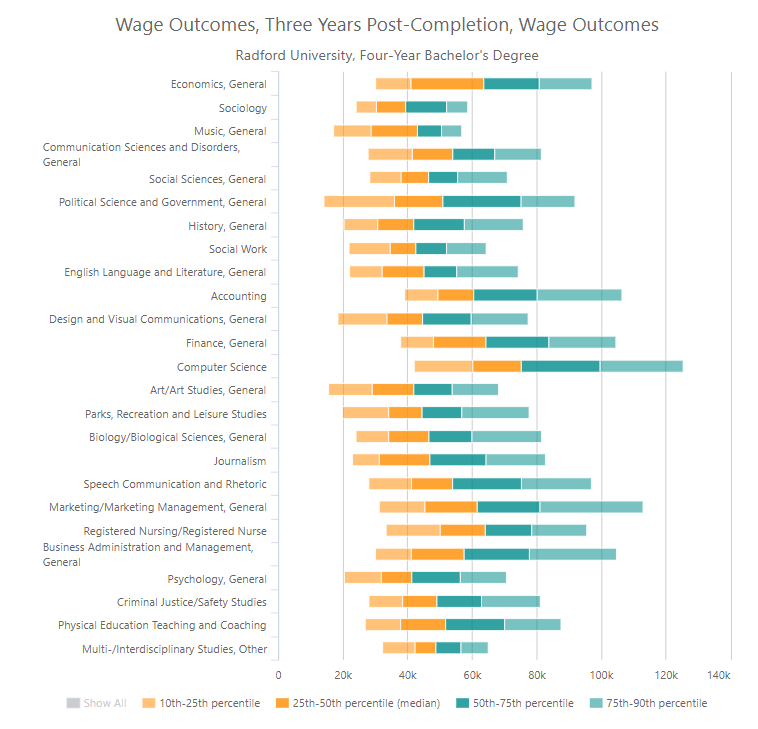 Wage Outcomes, Three Years Post-Completion, Wage Outcomes
Radford University, Four-Year Bachelor's Degree
Economics, General
Sociology
Music, General
Communication Sciences and Disorders,
General
Social Sciences, General
Political Science and Government, General
History, General
Social Work
English Language and Literature, General
Accounting
Design and Visual Communications, General
Finance, General
Computer Science
Art/Art Studies, General
Parks, Recreation and Leisure Studies
Biology/Biological Sciences, General
Journalism
Speech Communication and Rhetoric
Marketing/Marketing Management, General
Registered Nursing/Registered Nurse
Business Administration and Management,
General
Psychology, General
Criminal Justice/Safety Studies
Physical Education Teaching and Coaching
Multi-/Interdisciplinary Studies, Other
0 20k 40k 60k 80k 100k 120k 140k
Show All 10th-25th percentile 25th-50th percentile (median) 50th-75th percentile 75th-90th percentile